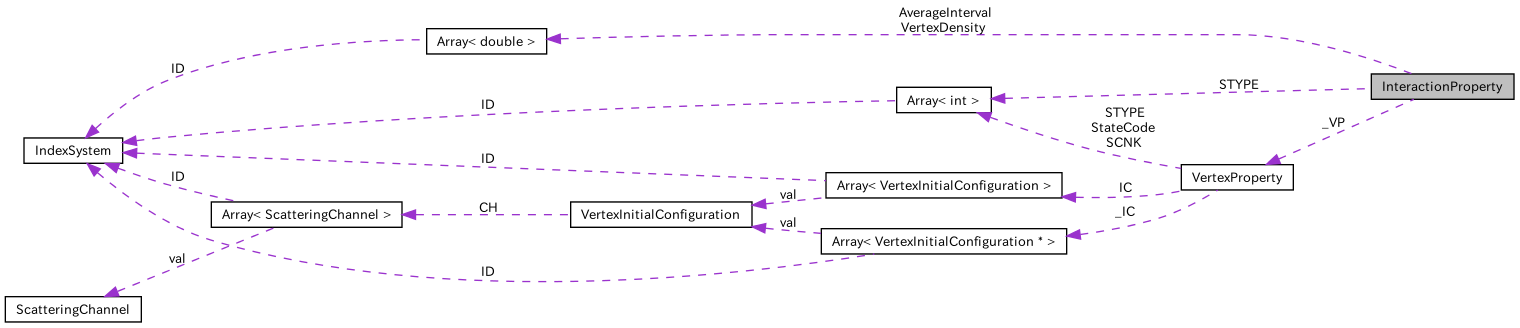 AverageInterval
VertexDensity
Array< double >
ID
InteractionProperty
STYPE
Array< int >
ID
STYPE
StateCode
SCNK
_VP
IndexSystem
ID
VertexProperty
ID
Array< VertexInitialConfiguration >
IC
val
Array< ScatteringChannel >
CH
VertexInitialConfiguration
_IC
val
Array< VertexInitialConfiguration * >
val
ID
ScatteringChannel